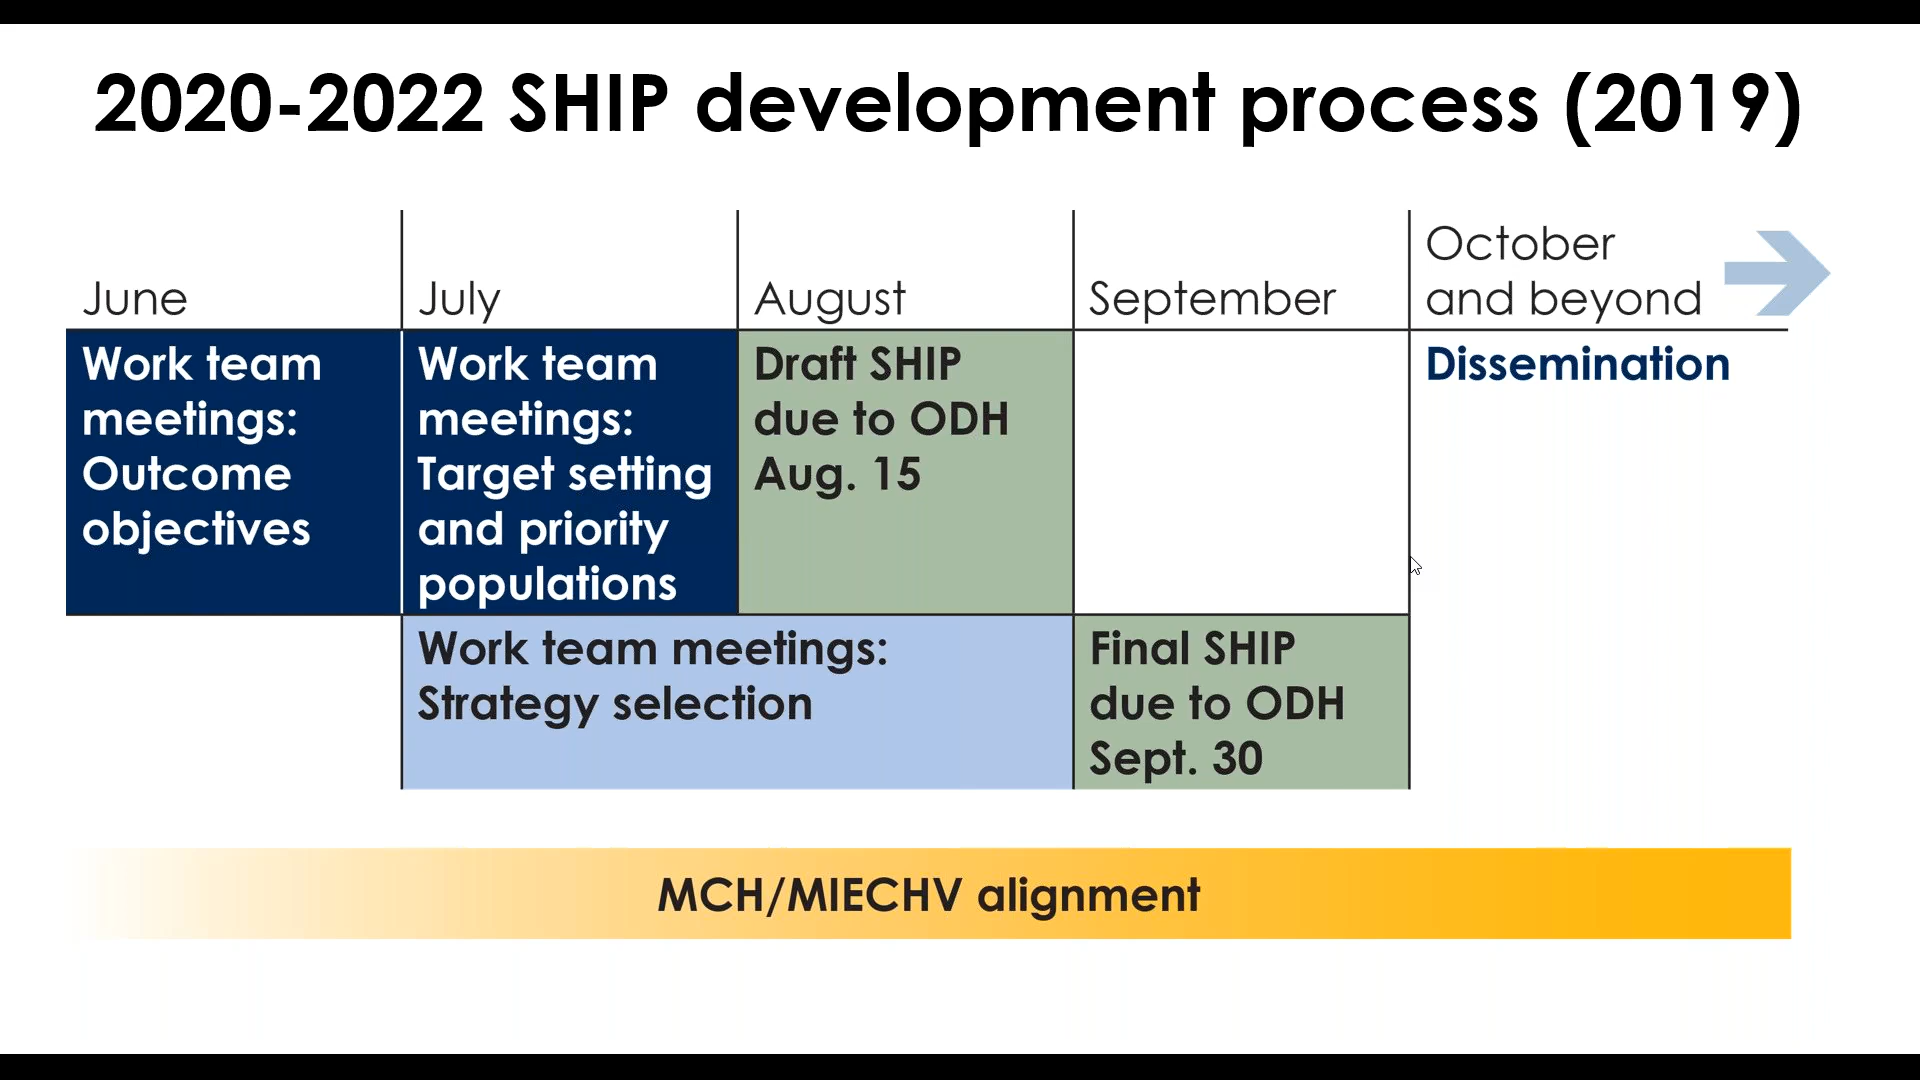 2020-2022 SHIP development process (2019)
June
July
August
September
October
and beyond
Work team
meetings:
Outcome
objectives
Work team
meetings:
Target setting
and priority
populations
Draft SHIP
due to ODH
Aug. 15
Dissemination
Work team meetings:
Strategy selection
Final SHIP
due to ODH
Sept. 30
MCH/MIECHV alignment